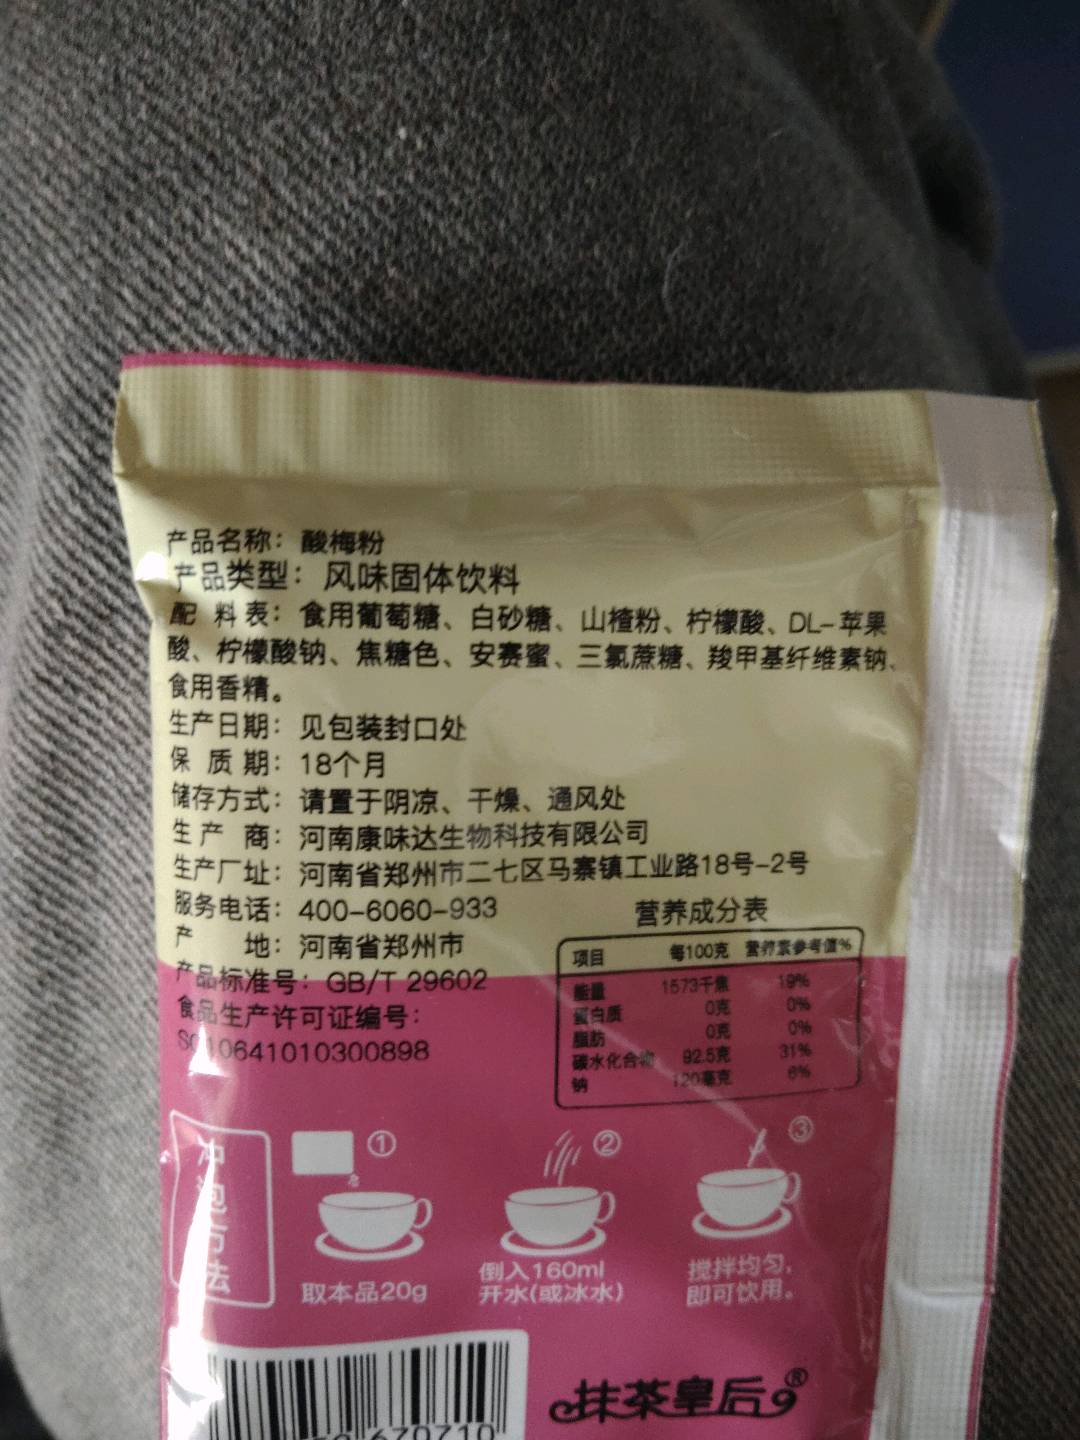 产品名称：酸梅粉
产品类型：风味固体饮料
配 料 表：食用葡萄糖、白砂糖、山楂粉、柠檬酸、DL-苹果
酸、柠檬酸钠、焦糖色、安赛蜜、三氯蔗糖、羧甲基纤维素钠、
食用香精。
生产日期：见包装封口处
保 质 期：18个月
储存方式：请置于阴凉、干燥、通风处
生 产 商：河南康味达生物科技有限公司
生产厂址：河南省郑州市二七区马寨镇工业路18号-2号
服务电话：400-6060-933
产 地：河南省郑州市
产品标准号：GB/T 29602
食品生产许可证编号：
SC10641010300898
营养成分表
项目 每100克 营养素参考值%
能量 1573千焦 19%
蛋白质 0克 0%
脂肪 0克 0%
碳水化合物 92.5克 31%
钠 120毫克 6%
冲泡方法
①
取本品20g
②
倒入160ml
开水(或冰水)
③
搅拌均匀，
即可饮用。
670710
抹茶皇后®